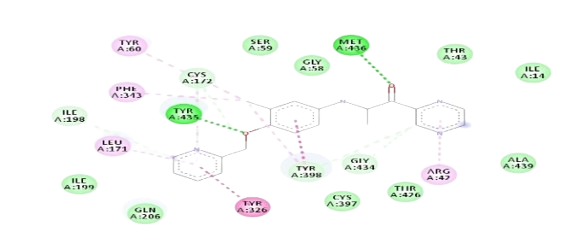 TYR
A:60
SER
A:59
MET
A:436
GLY
A:58
THR
A:43
ILE
A:14
CYS
A:172
PHE
A:343
TYR
A:435
ILE
A:198
LEU
A:171
TYR
A:398
GLY
A:434
ARG
A:42
ALA
A:439
ILE
A:199
GLN
A:206
TYR
A:326
CYS
A:397
THR
A:426
N
N
N
N
O
O